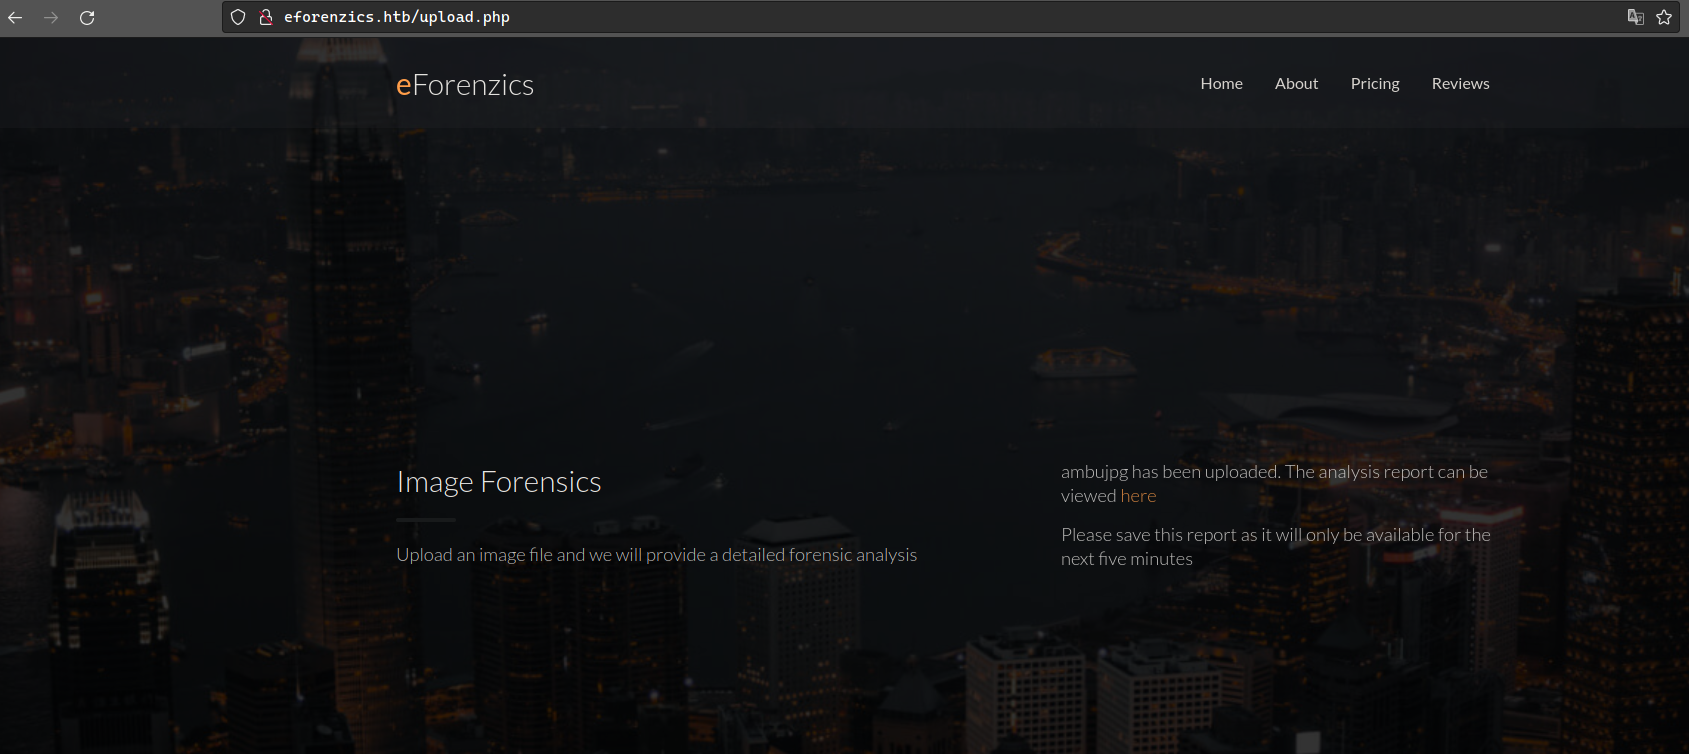 eforenzics.htb/upload.php
eForenzics
Home About Pricing Reviews
Image Forensics
Upload an image file and we will provide a detailed forensic analysis
ambujpg has been uploaded. The analysis report can be
viewed here
Please save this report as it will only be available for the
next five minutes